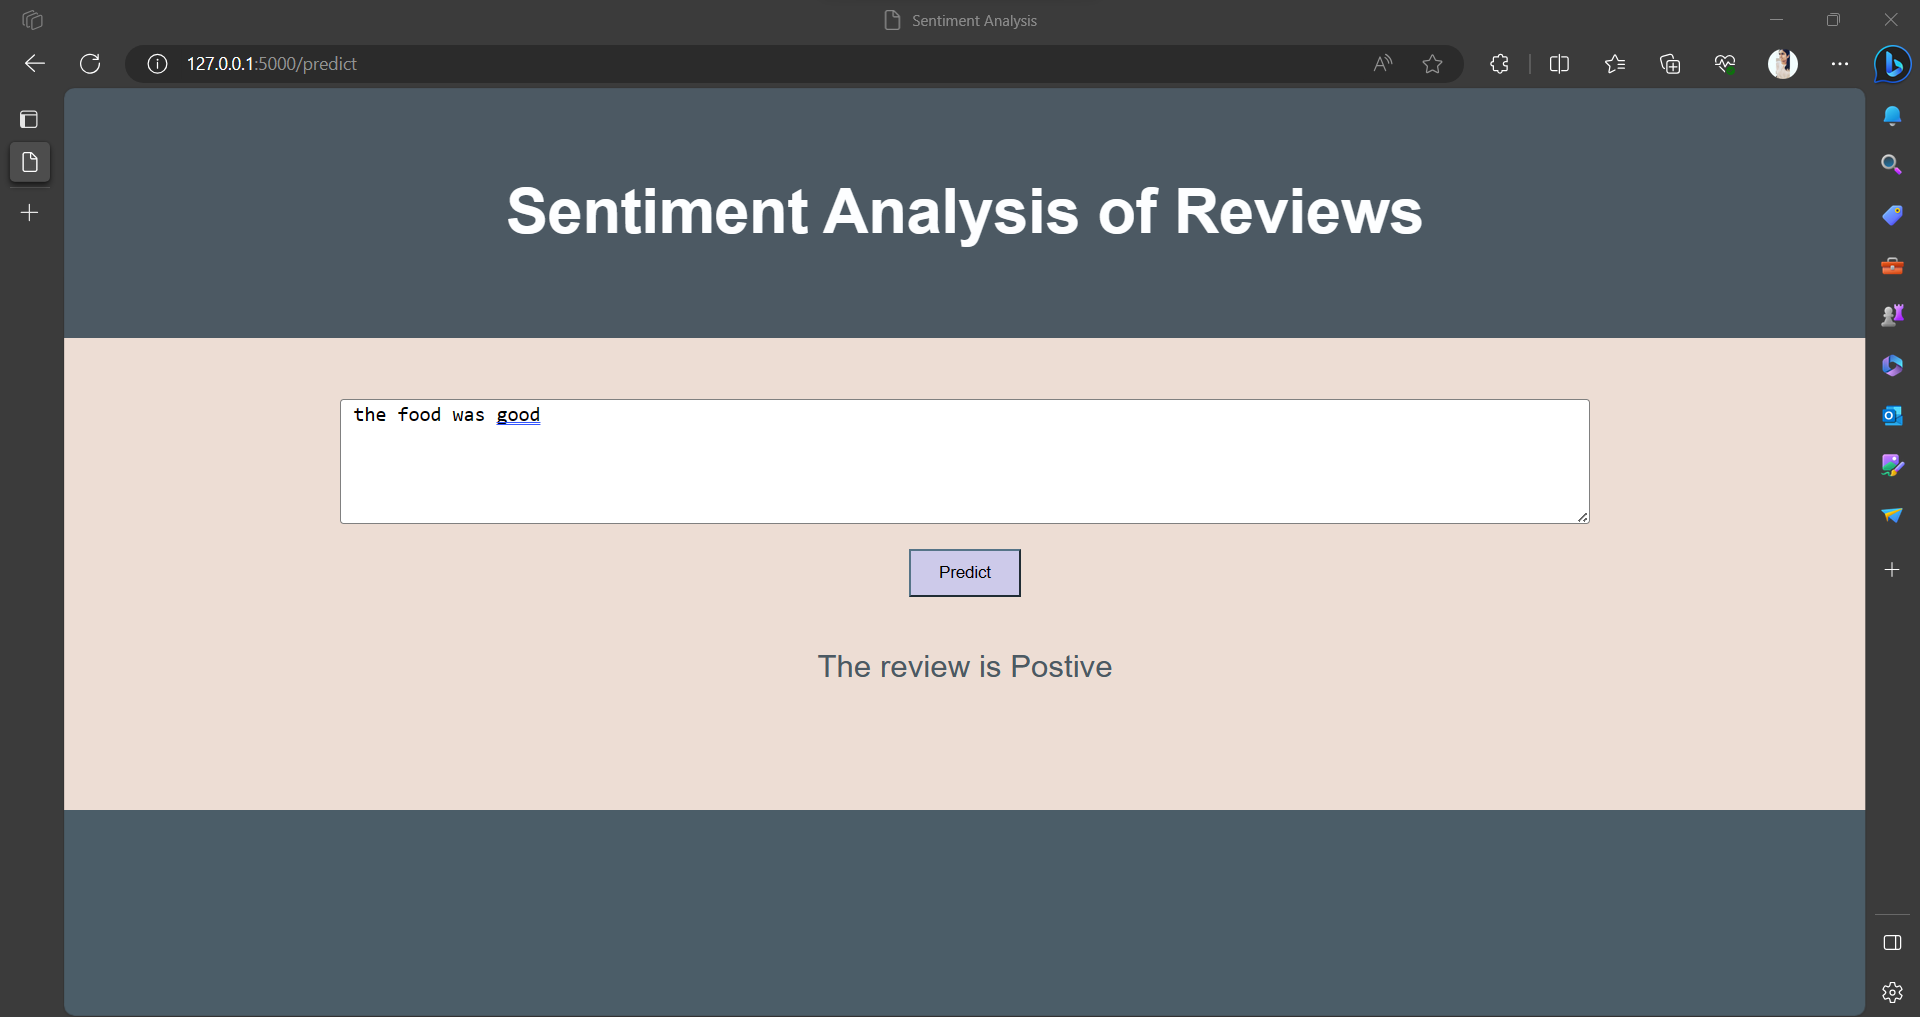 Sentiment Analysis
127.0.0.1:5000/predict
Sentiment Analysis of Reviews
the food was good
Predict
The review is Postive